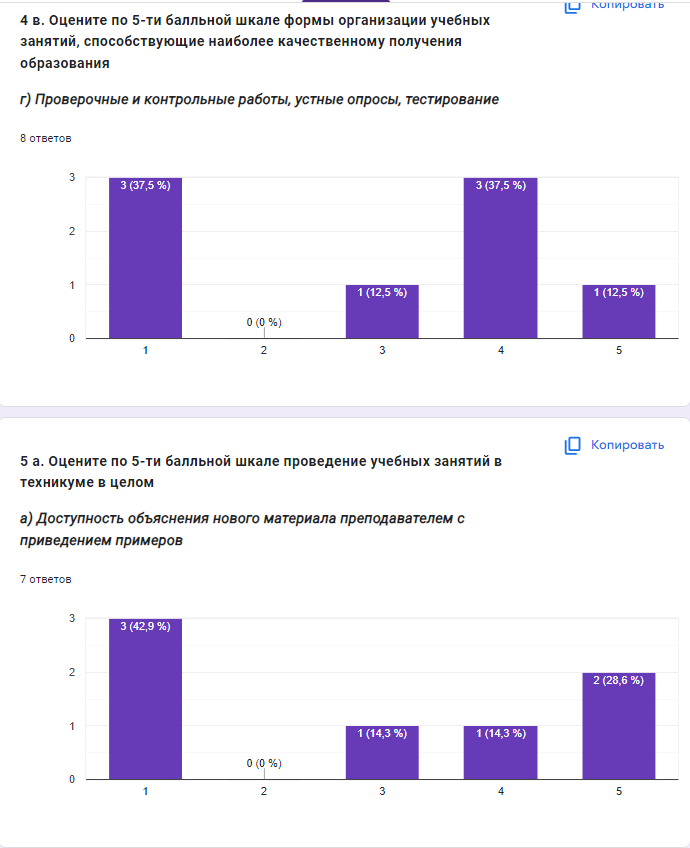 Копировать
4 в. Оцените по 5-ти балльной шкале формы организации учебных
занятий, способствующие наиболее качественному получения
образования
г) Проверочные и контрольные работы, устные опросы, тестирование
8 ответов
3
2
1
0
3 (37,5 %)
0 (0 %)
1 (12,5 %)
3 (37,5 %)
1 (12,5 %)
1
2
3
4
5
Копировать
5 а. Оцените по 5-ти балльной шкале проведение учебных занятий в
техникуме в целом
а) Доступность объяснения нового материала преподавателем с
приведением примеров
7 ответов
3
2
1
0
3 (42,9 %)
0 (0 %)
1 (14,3 %)
1 (14,3 %)
2 (28,6 %)
1
2
3
4
5